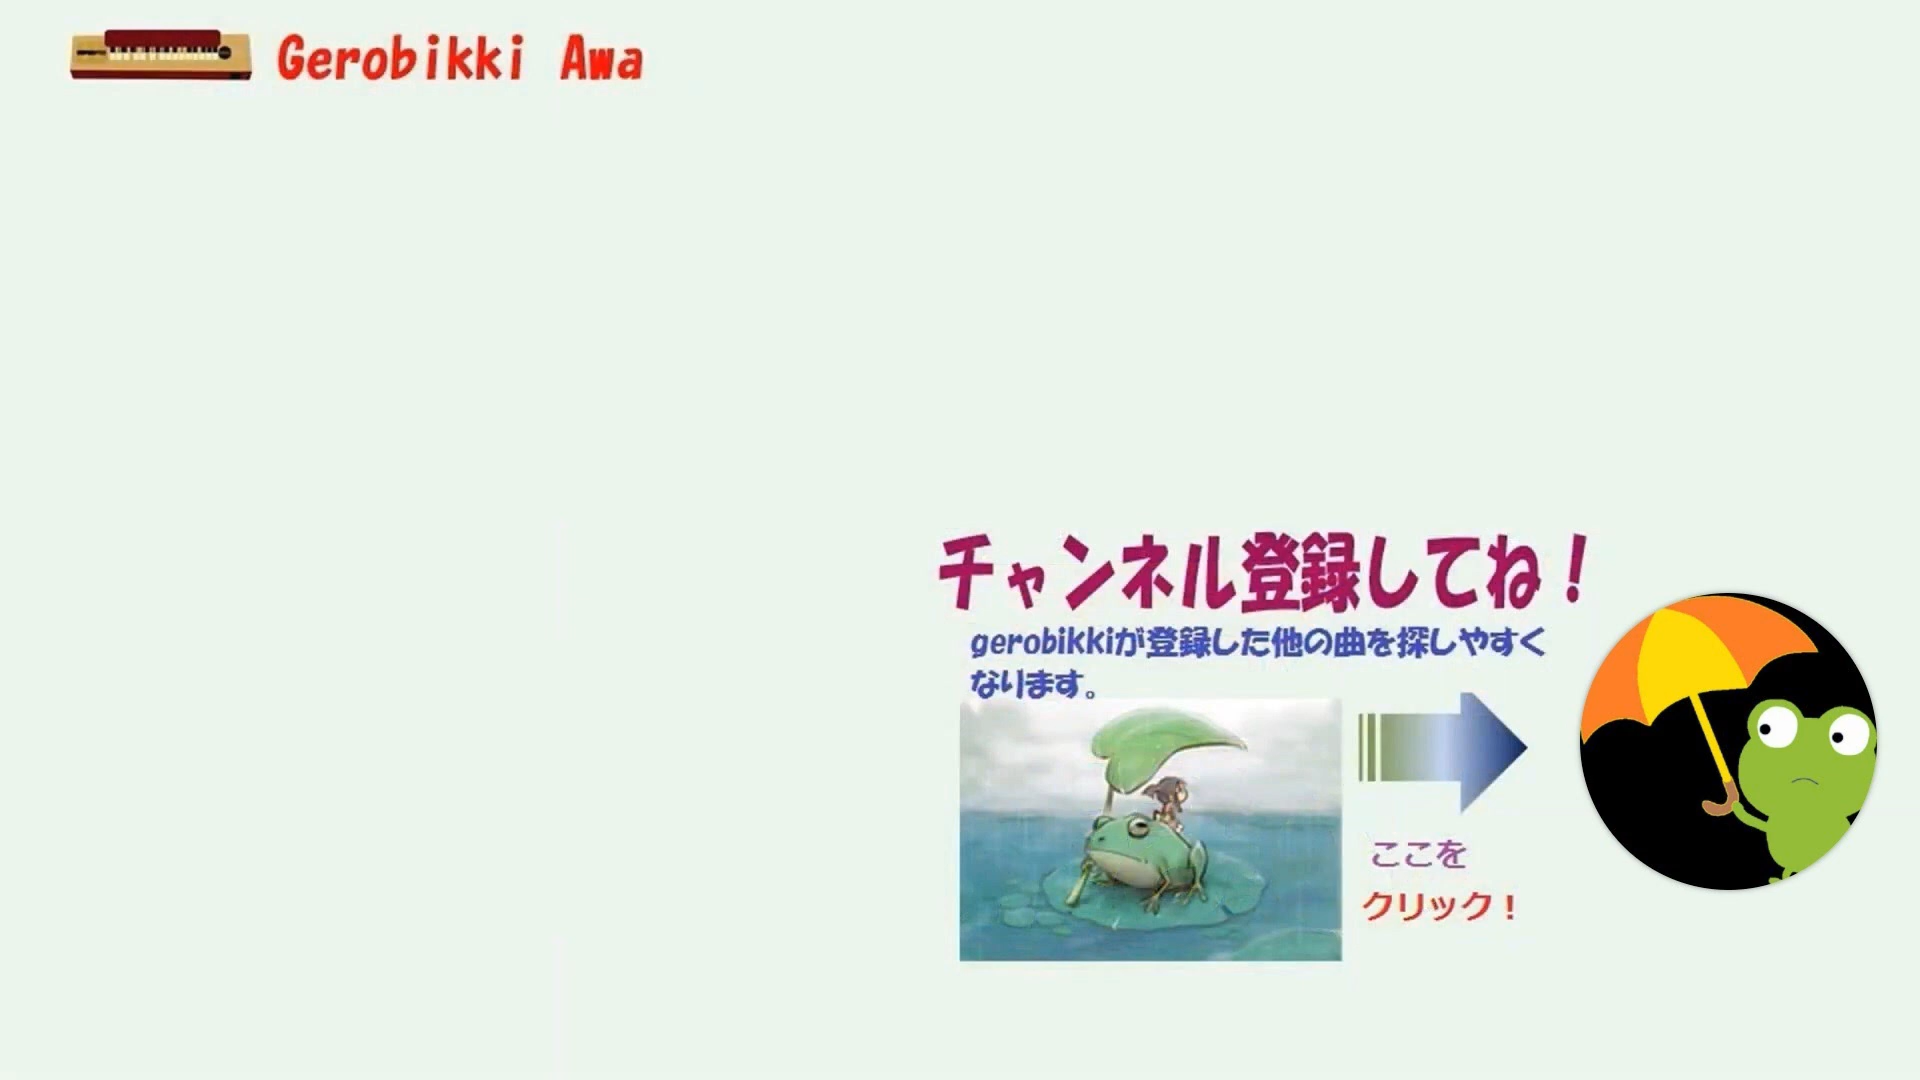 Gerobikki Awa
チャンネル登録してね！
gerobikkiが登録した他の曲を探しやすく
なります。
ここを
クリック！